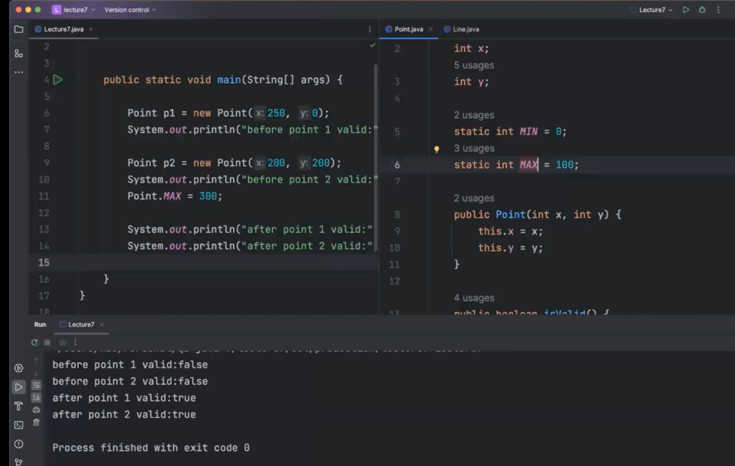 L lecture7 Version control Lecture7
Lecture7.java × Point.java × Line.java
2
3
4 public static void main(String[] args) {
5
6 Point p1 = new Point( x: 250, y: 0);
7 System.out.println("before point 1 valid:"
8
9 Point p2 = new Point( x: 200, y: 200);
10 System.out.println("before point 2 valid:"
11 Point.MAX = 300;
12
13 System.out.println("after point 1 valid:"
14 System.out.println("after point 2 valid:"
15
16 }
17 }
18
2 int x;
5 usages
3 int y;
4
2 usages
5 static int MIN = 0;
3 usages
6 static int MAX = 100;
7
2 usages
8 public Point(int x, int y) {
9 this.x = x;
10 this.y = y;
11 }
12
4 usages
13 public boolean isValid() {
Run Lecture7 ×
before point 1 valid:false
before point 2 valid:false
after point 1 valid:true
after point 2 valid:true
Process finished with exit code 0